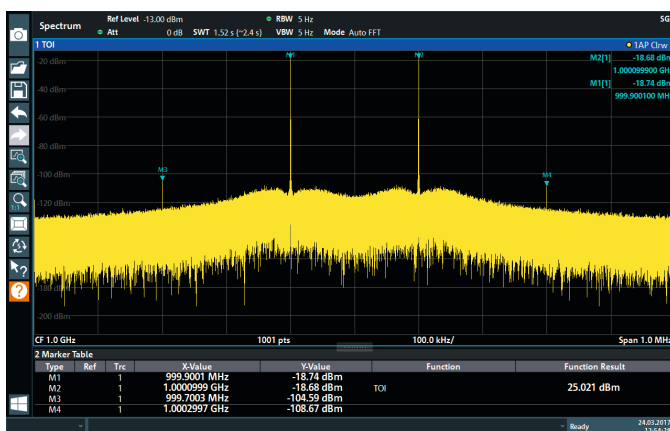 Spectrum
Ref Level -13.00 dBm RBW 5 Hz SG
Att 0 dB SWT 1.52 s (~2.4 s) VBW 5 Hz Mode Auto FFT
1 TOI 1AP Clrw
M2[1] -18.68 dBm
1.000099900 GH
M1[1] -18.74 dBm
999.900100 MH
M1
M2
M3
M4
-20 dBm
-40 dBm
-60 dBm
-80 dBm
-100 dBm
-120 dBm
-180 dBm
-200 dBm
CF 1.0 GHz 1001 pts 100.0 kHz/ Span 1.0 MH
2 Marker Table
Type Ref Trc X-Value Y-Value Function Function Result
M1 1 999.9001 MHz -18.74 dBm
M2 1 1.0000999 GHz -18.68 dBm TOI 25.021 dBm
M3 1 999.7003 MHz -104.59 dBm
M4 1 1.0002997 GHz -108.67 dBm
Ready 24.03.2017